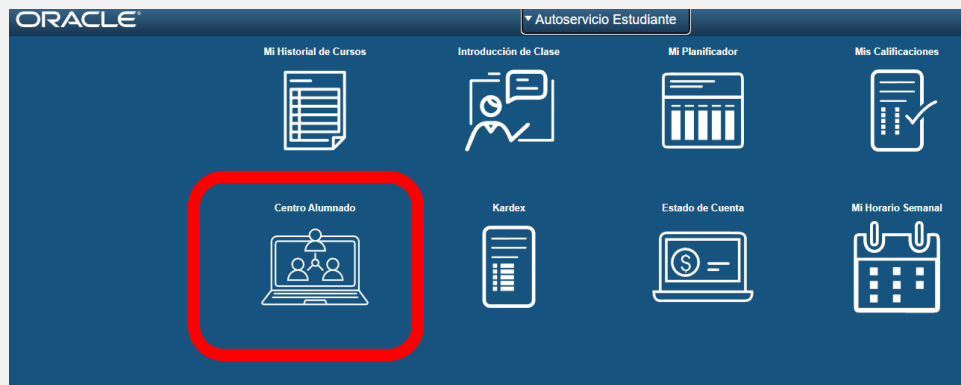 ORACLE
Autoservicio Estudiante
Mi Historial de Cursos
Introducción de Clase
Mi Planificador
Mis Calificaciones
Centro Alumnado
Kardex
Estado de Cuenta
Mi Horario Semanal
$